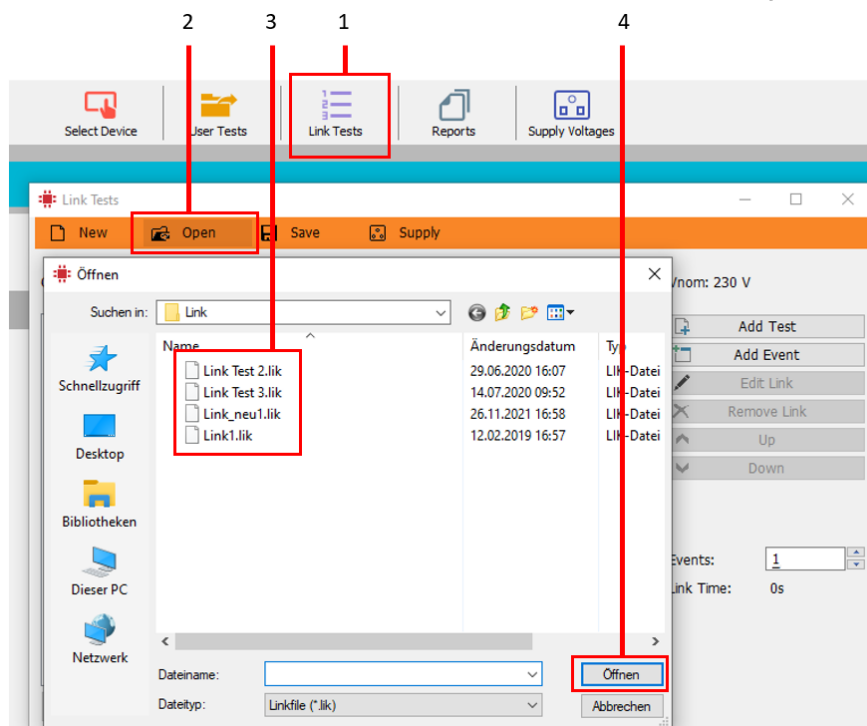 2 3 1 4
Select Device User Tests Link Tests Reports Supply Voltages
Link Tests
New Open Save Supply
Öffnen
Vnom: 230 V
Suchen in: Link
Name Änderungsdatum Typ
Link Test 2.lik 29.06.2020 16:07 LIK-Datei
Link Test 3.lik 14.07.2020 09:52 LIK-Datei
Link_neu1.lik 26.11.2021 16:58 LIK-Datei
Link1.lik 12.02.2019 16:57 LIK-Datei
Schnellzugriff
Desktop
Bibliotheken
Dieser PC
Netzwerk
Dateiname:
Öffnen
Dateityp: Linkfile (*.lik)
Abbrechen
Add Test
Add Event
Edit Link
Remove Link
Up
Down
Events: 1
Link Time: 0s